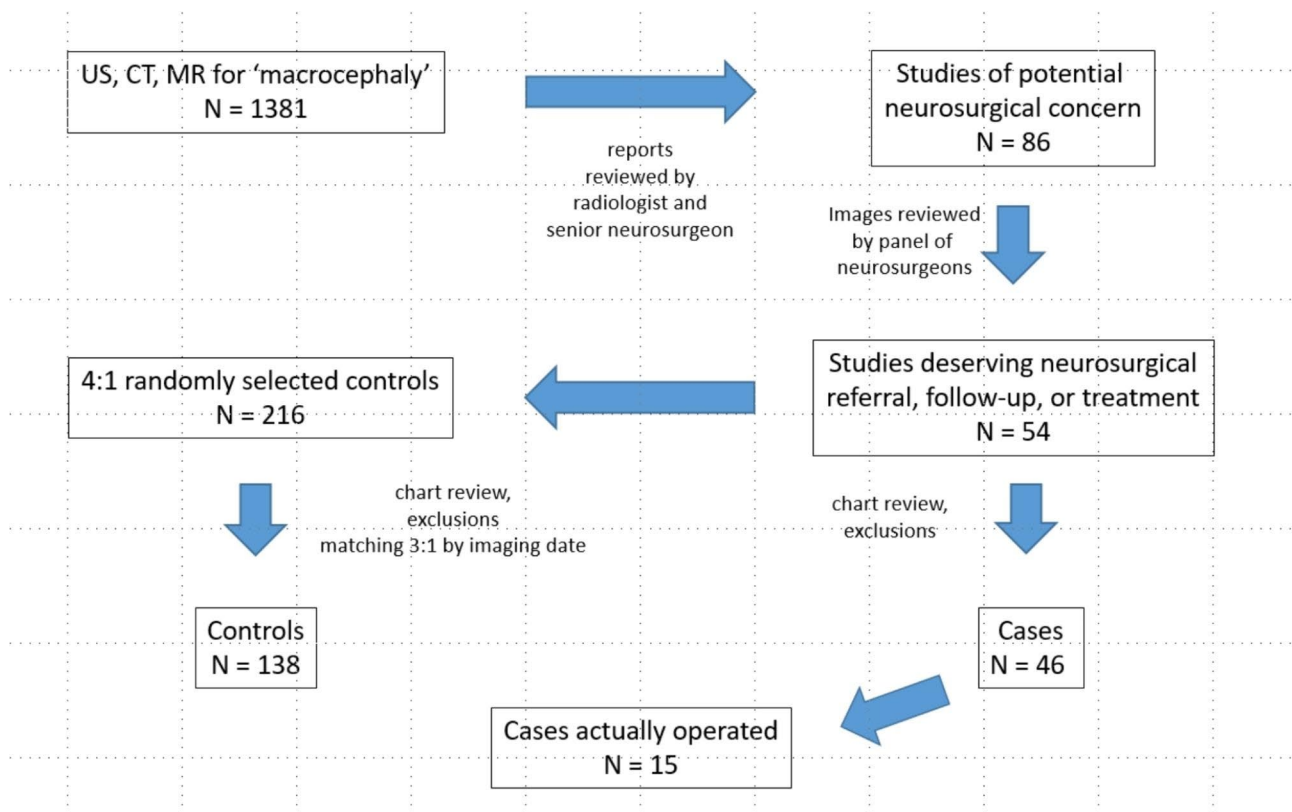 US, CT, MR for ‘macrocephaly’
N = 1381
reports
reviewed by
radiologist and
senior neurosurgeon
Studies of potential
neurosurgical concern
N = 86
Images reviewed
by panel of
neurosurgeons
Studies deserving neurosurgical
referral, follow-up, or treatment
N = 54
4:1 randomly selected controls
N = 216
chart review,
exclusions
matching 3:1 by imaging date
chart review,
exclusions
Controls
N = 138
Cases
N = 46
Cases actually operated
N = 15